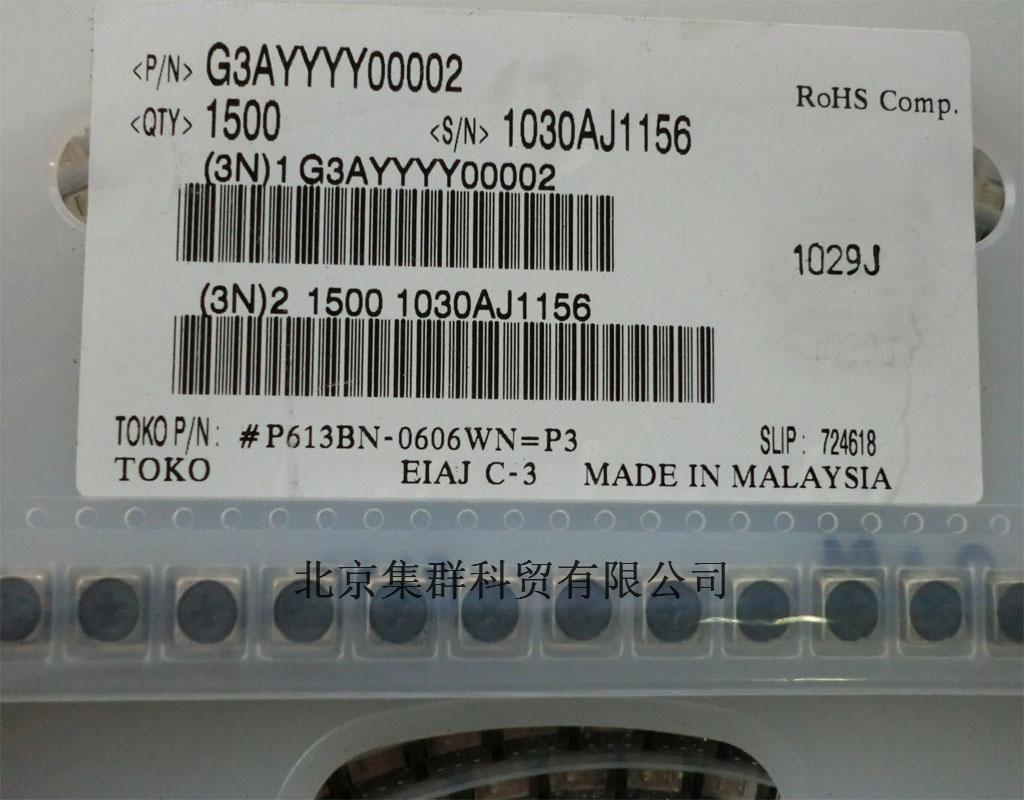 <P/N> G3AYYYY00002
RoHS Comp.
<QTY> 1500 <S/N> 1030AJ1156
(3N)1 G3AYYYY00002
1029J
(3N)2 1500 1030AJ1156
TOKO P/N: #P613BN-0606WN=P3 SLIP: 724618
TOKO EIAJ C-3 MADE IN MALAYSIA
北京集群科贸有限公司